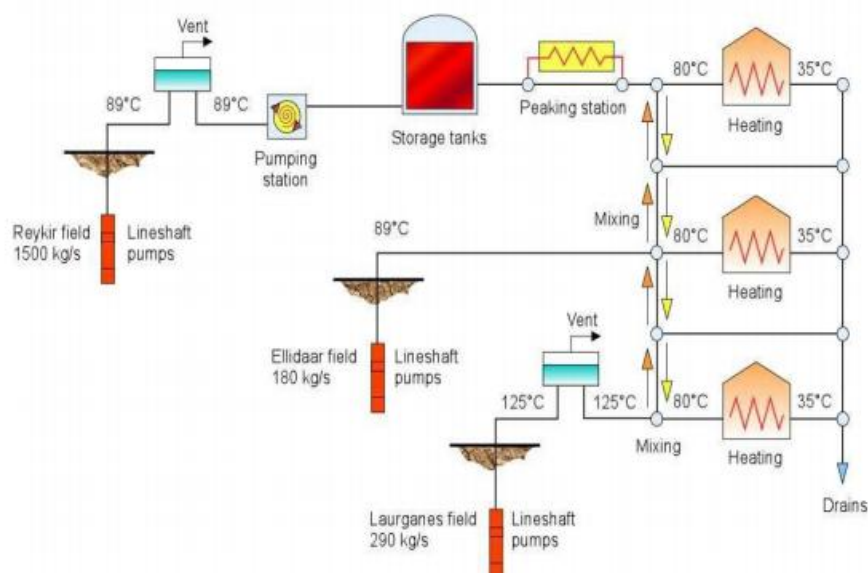 Vent
89°C
89°C
Pumping
station
Storage tanks
Peaking station
80°C
35°C
Heating
Reykir field
1500 kg/s
Lineshaft
pumps
89°C
Mixing
80°C
35°C
Heating
Ellidaar field
180 kg/s
Lineshaft
pumps
Vent
125°C
125°C
80°C
35°C
Mixing
Heating
Drains
Laurganes field
290 kg/s
Lineshaft
pumps